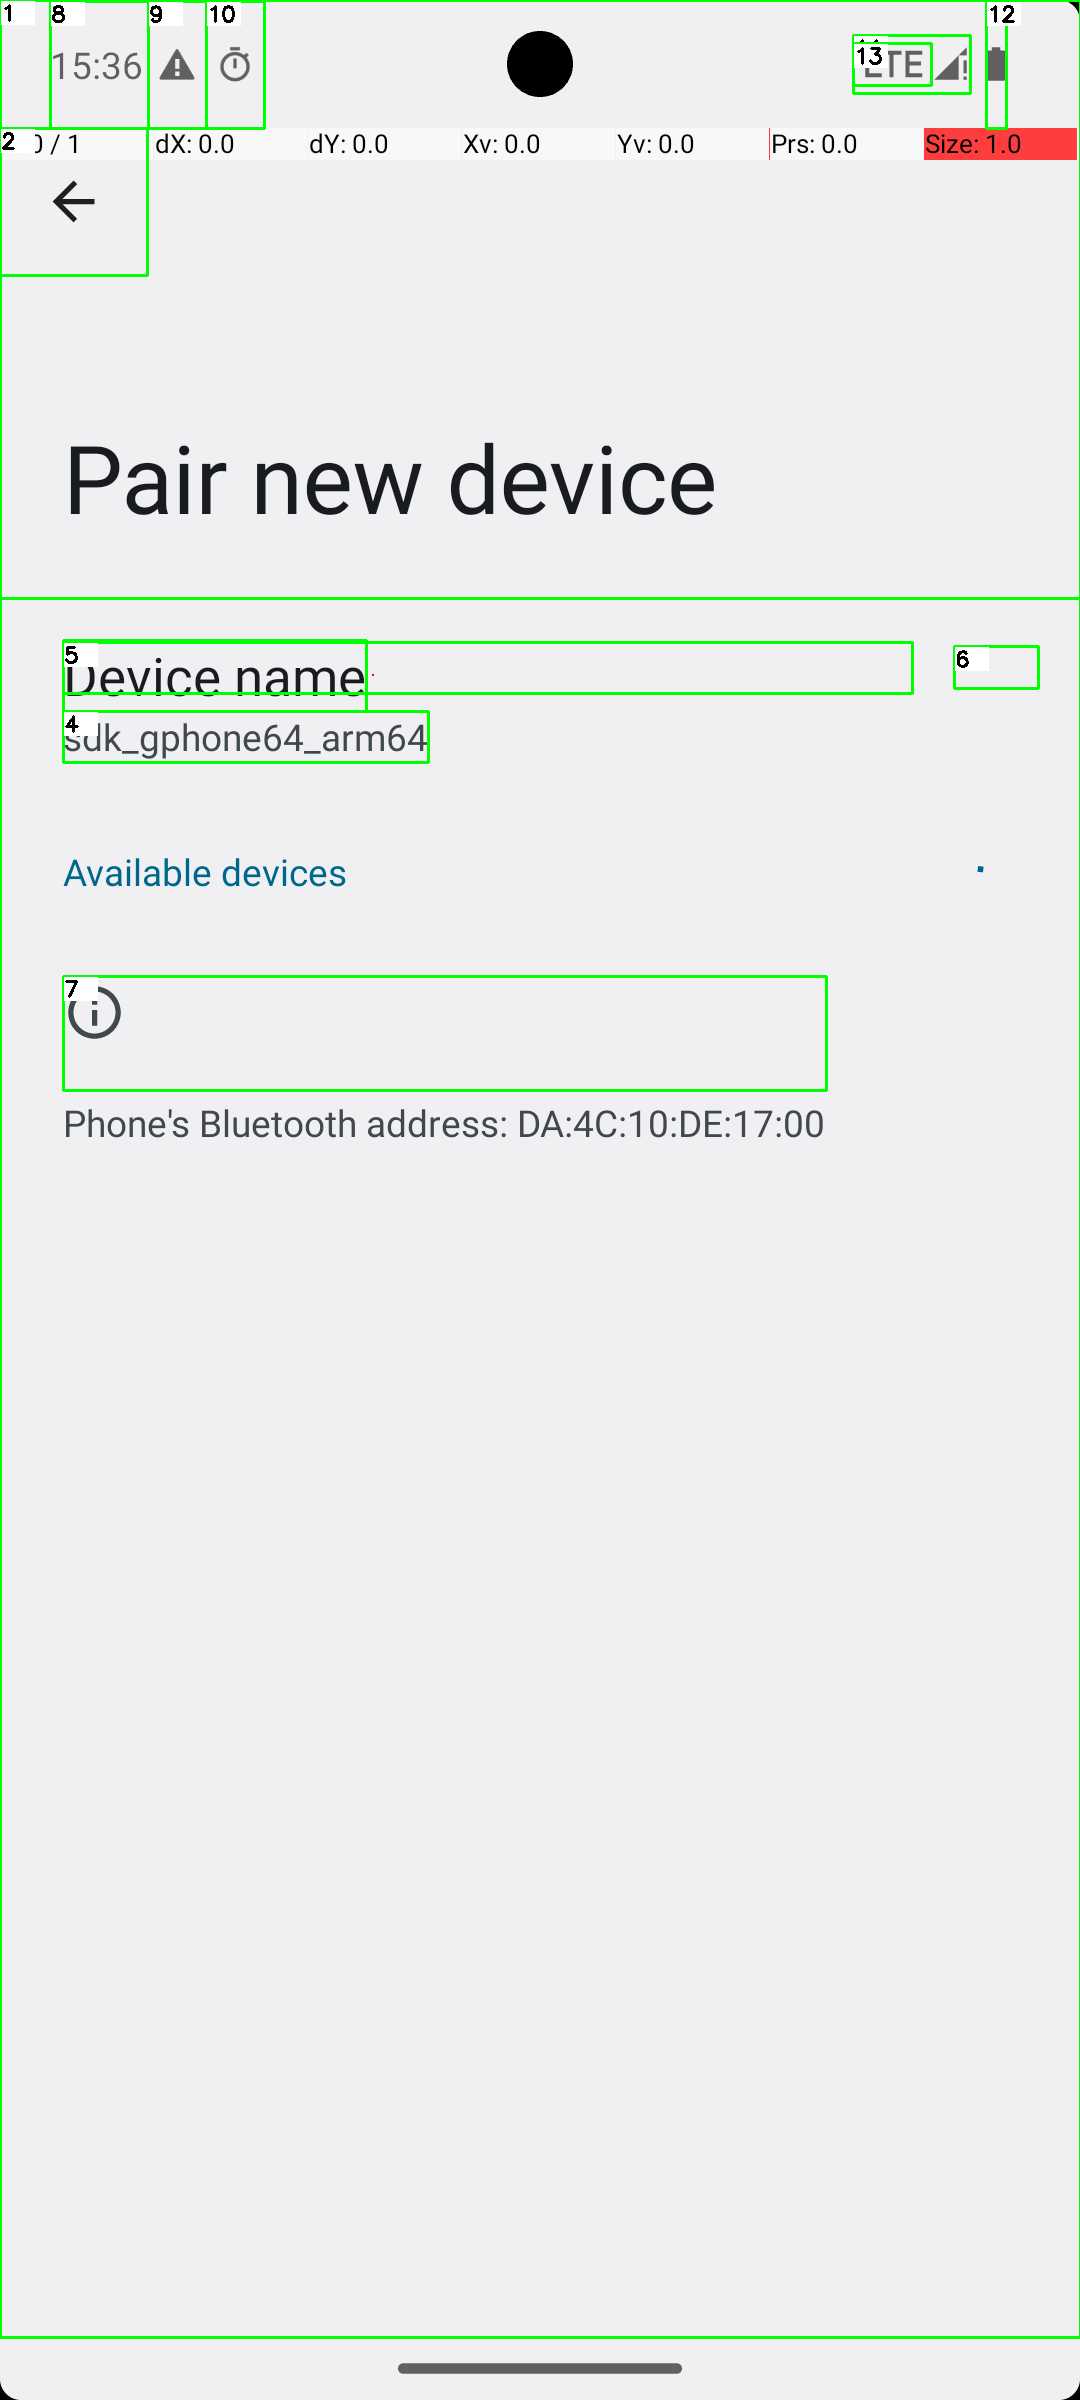 1 8 9 10 12
15:36 13 LTE
2 0 / 1 dX: 0.0 dY: 0.0 Xv: 0.0 Yv: 0.0 Prs: 0.0 Size: 1.0
Pair new device
5 Device name 6
4 sdk_gphone64_arm64
Available devices
7
Phone's Bluetooth address: DA:4C:10:DE:17:00